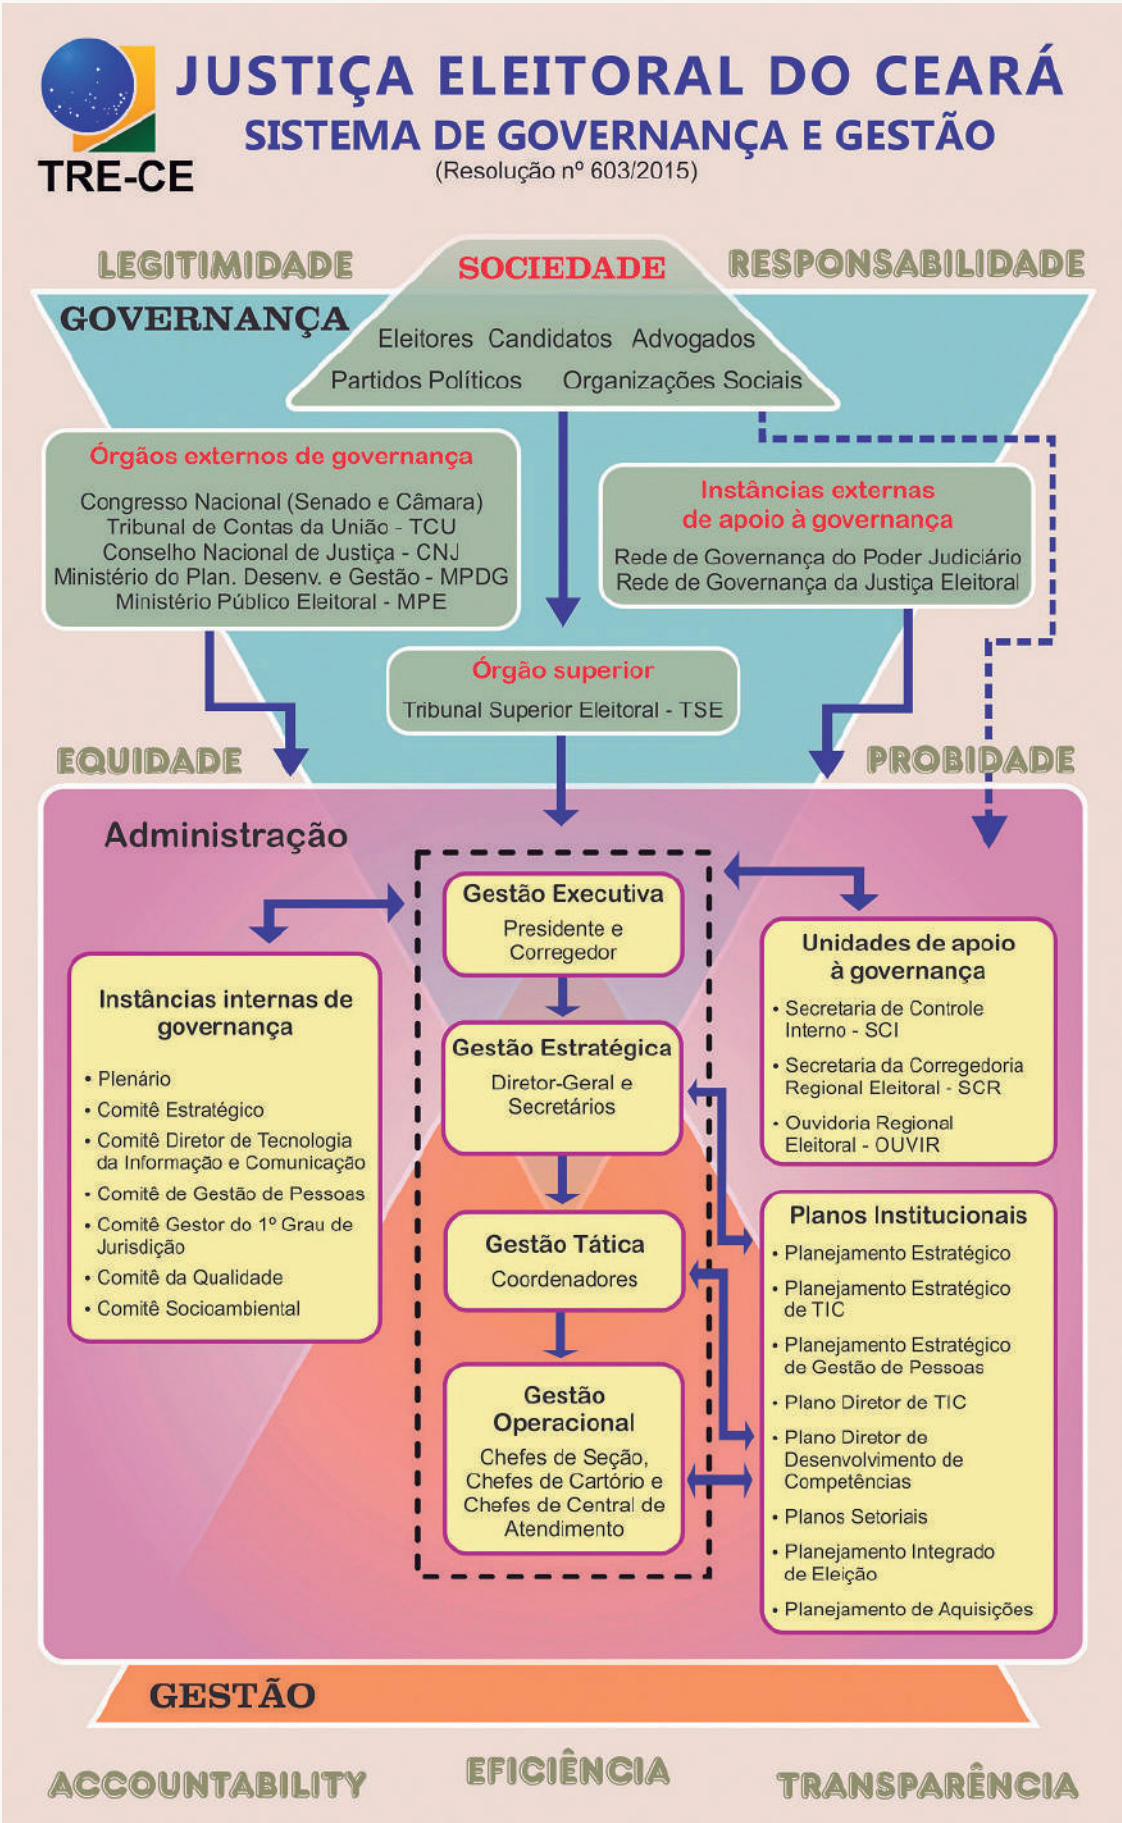 JUSTIÇA ELEITORAL DO CEARÁ
SISTEMA DE GOVERNANÇA E GESTÃO
(Resolução nº 603/2015)
TRE-CE
LEGITIMIDADE
SOCIEDADE
RESPONSABILIDADE
GOVERNANÇA
Eleitores Candidatos Advogados
Partidos Políticos Organizações Sociais
Órgãos externos de governança
Congresso Nacional (Senado e Câmara)
Tribunal de Contas da União - TCU
Conselho Nacional de Justiça - CNJ
Ministério do Plan. Desenv. e Gestão - MPDG
Ministério Público Eleitoral - MPE
Instâncias externas
de apoio à governança
Rede de Governança do Poder Judiciário
Rede de Governança da Justiça Eleitoral
Órgão superior
Tribunal Superior Eleitoral - TSE
EQUIDADE
PROBIDADE
Administração
Gestão Executiva
Presidente e
Corregedor
Instâncias internas de
governança
• Plenário
• Comitê Estratégico
• Comitê Diretor de Tecnologia
da Informação e Comunicação
• Comitê de Gestão de Pessoas
• Comitê Gestor do 1º Grau de
Jurisdição
• Comitê da Qualidade
• Comitê Socioambiental
Gestão Estratégica
Diretor-Geral e
Secretários
Gestão Tática
Coordenadores
Gestão
Operacional
Chefes de Seção,
Chefes de Cartório e
Chefes de Central de
Atendimento
Unidades de apoio
à governança
• Secretaria de Controle
Interno - SCI
• Secretaria da Corregedoria
Regional Eleitoral - SCR
• Ouvidoria Regional
Eleitoral - OUVIR
Planos Institucionais
• Planejamento Estratégico
• Planejamento Estratégico
de TIC
• Planejamento Estratégico
de Gestão de Pessoas
• Plano Diretor de TIC
• Plano Diretor de
Desenvolvimento de
Competências
• Planos Setoriais
• Planejamento Integrado
de Eleição
• Planejamento de Aquisições
GESTÃO
ACCOUNTABILITY
EFICIÊNCIA
TRANSPARÊNCIA